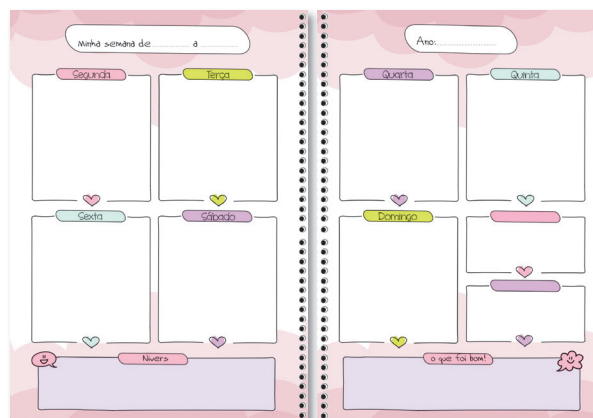 Minha semana de ............... a ...............
Ano:...............
Segunda
Terça
Quarta
Quinta
Sexta
Sábado
Domingo
Nivers
o que foi bom!